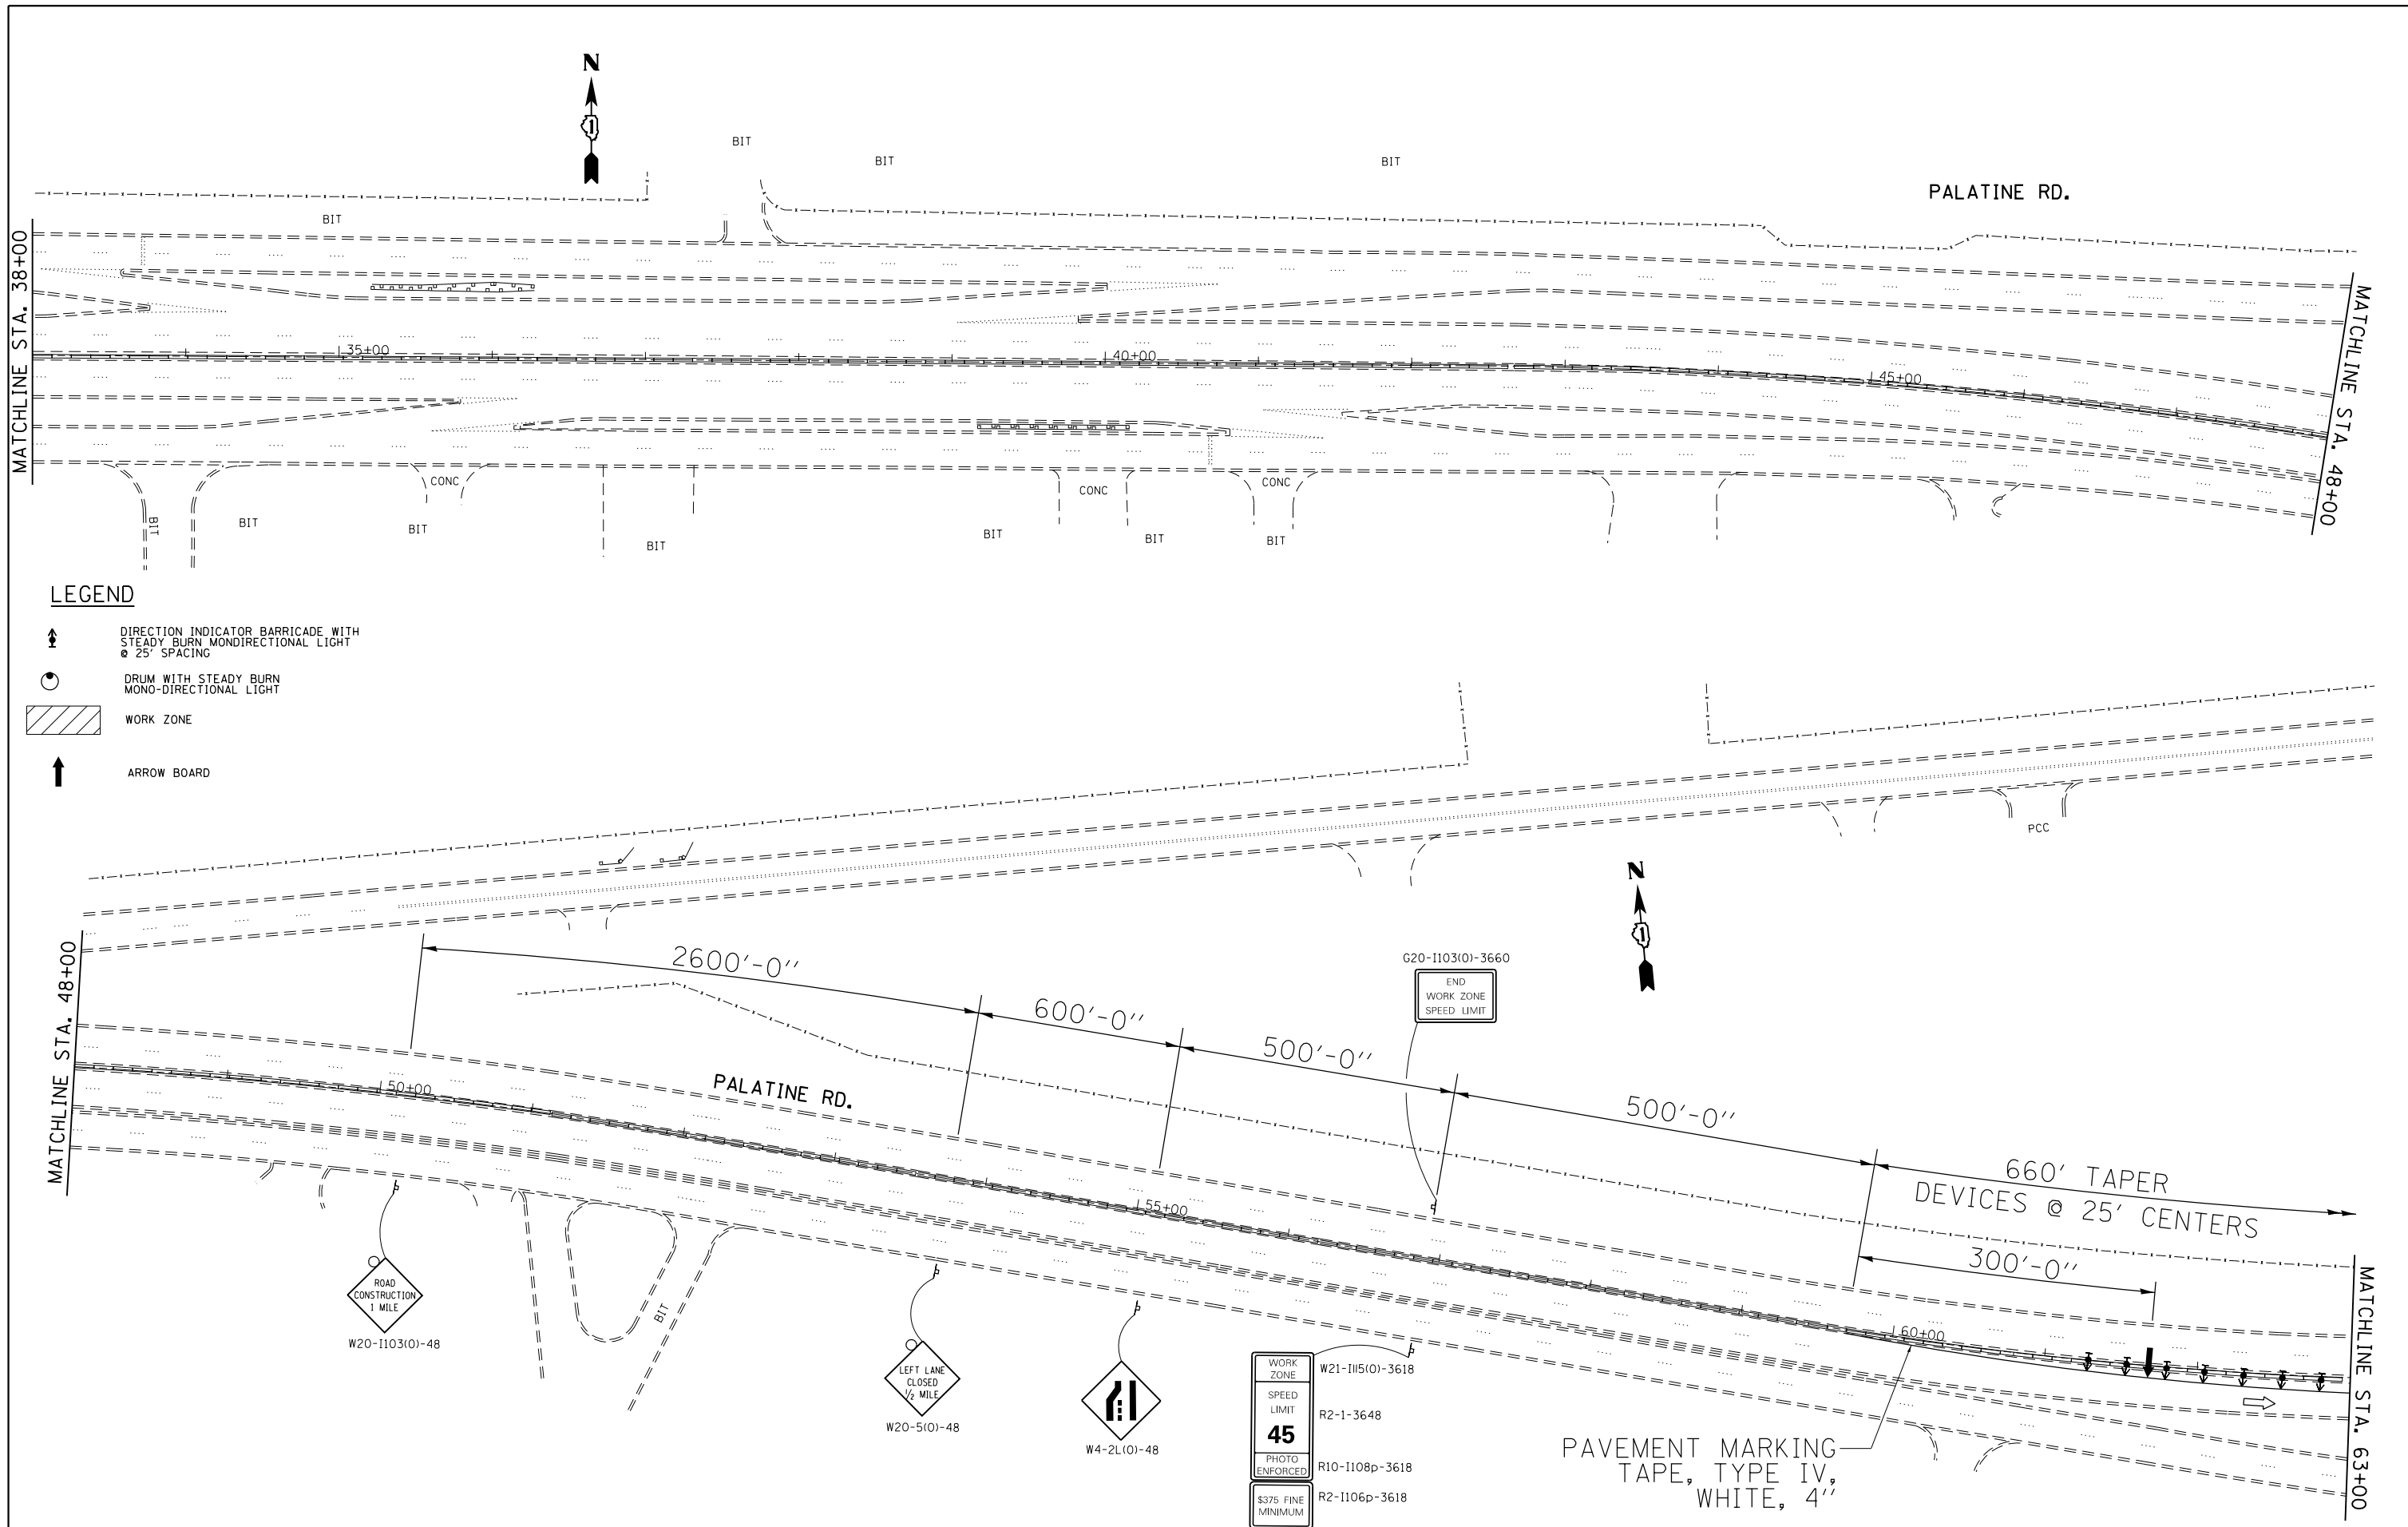 N
1
BIT
BIT
BIT
PALATINE RD.
BIT
MATCHLINE STA. 38+00
35+00
40+00
45+00
MATCHLINE STA. 48+00
CONC
CONC
CONC
BIT
BIT
BIT
BIT
BIT
BIT
BIT
LEGEND
DIRECTION INDICATOR BARRICADE WITH
STEADY BURN MONDIRECTIONAL LIGHT
@ 25' SPACING
DRUM WITH STEADY BURN
MONO-DIRECTIONAL LIGHT
WORK ZONE
ARROW BOARD
PCC
N
1
MATCHLINE STA. 48+00
2600'-0"
600'-0"
500'-0"
500'-0"
660' TAPER
DEVICES @ 25' CENTERS
300'-0"
G20-I103(0)-3660
END
WORK ZONE
SPEED LIMIT
PALATINE RD.
50+00
55+00
60+00
MATCHLINE STA. 63+00
ROAD
CONSTRUCTION
1 MILE
W20-I103(0)-48
BIT
LEFT LANE
CLOSED
1/2 MILE
W20-5(0)-48
W4-2L(0)-48
WORK
ZONE
W21-I115(0)-3618
SPEED
LIMIT
45
R2-1-3648
PHOTO
ENFORCED
R10-I108p-3618
$375 FINE
MINIMUM
R2-I106p-3618
PAVEMENT MARKING
TAPE, TYPE IV,
WHITE, 4"